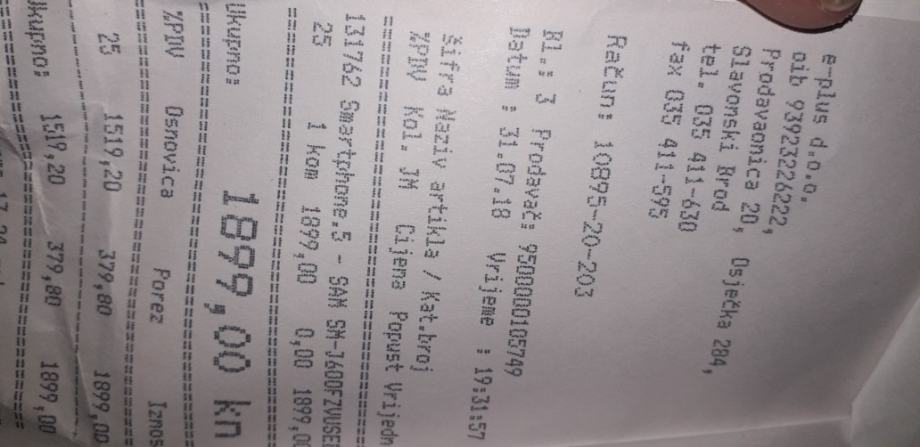 e-plus d.o.o.
oib 93923226222,
Prodavaonica 20, Osječka 284,
Slavonski Brod
tel. 035 411-630
fax 035 411-595
Račun: 10895-20-203
Bl.: 3 Prodavač: 9500000105749
Datum : 31.07.18 Vrijeme : 19:31:57
Šifra Naziv artikla / Kat.broj
%PDV Kol. JM Cijena Popust Vrijedn
131762 Smartphone.5 - SAM SM-J600FZVUSE
25 1 kom 1899,00 0,00 1899,0
Ukupno: 1899,00 kn
%PDV Osnovica Porez Iznos
25 1519,20 379,80 1899,00
Ukupno: 1519,20 379,80 1899,00